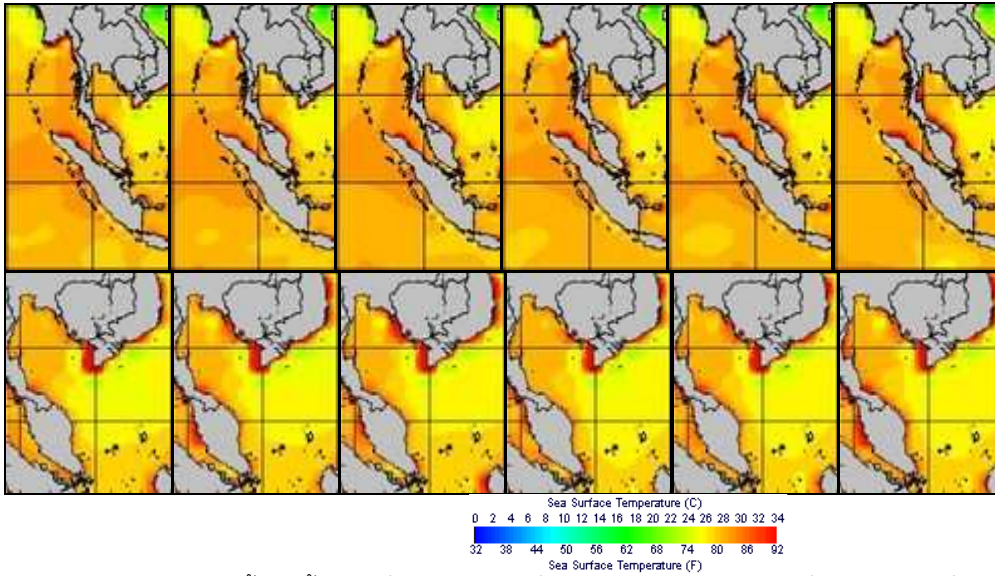 Sea Surface Temperature (C)
0 2 4 6 8 10 12 14 16 18 20 22 24 26 28 30 32 34
32 38 44 50 56 62 68 74 80 86 92
Sea Surface Temperature (F)